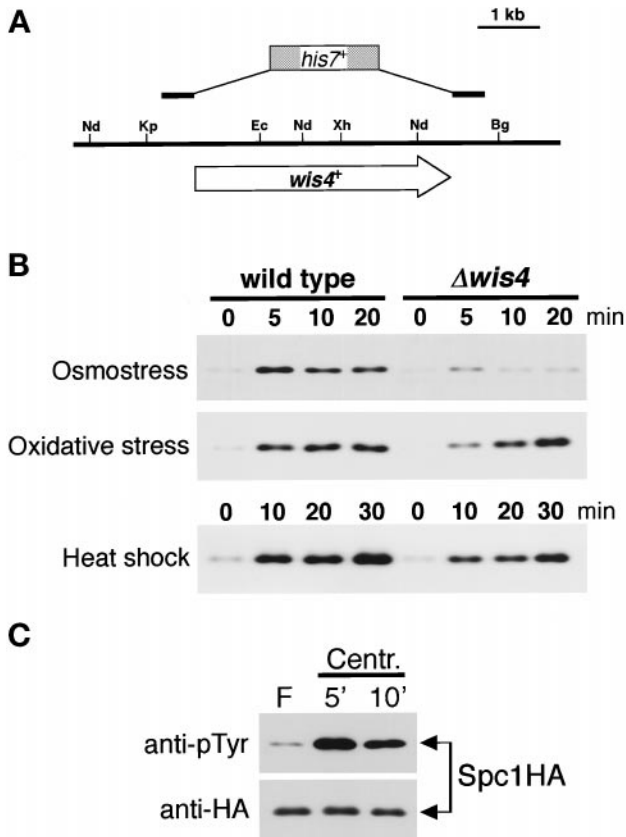 A
1 kb
his7+
Nd Kp Ec Nd Xh Nd Bg
wis4+
B
wild type Δwis4
0 5 10 20 0 5 10 20 min
Osmostress
Oxidative stress
0 10 20 30 0 10 20 30 min
Heat shock
C
Centr.
F 5' 10'
anti-pTyr
Spc1HA
anti-HA